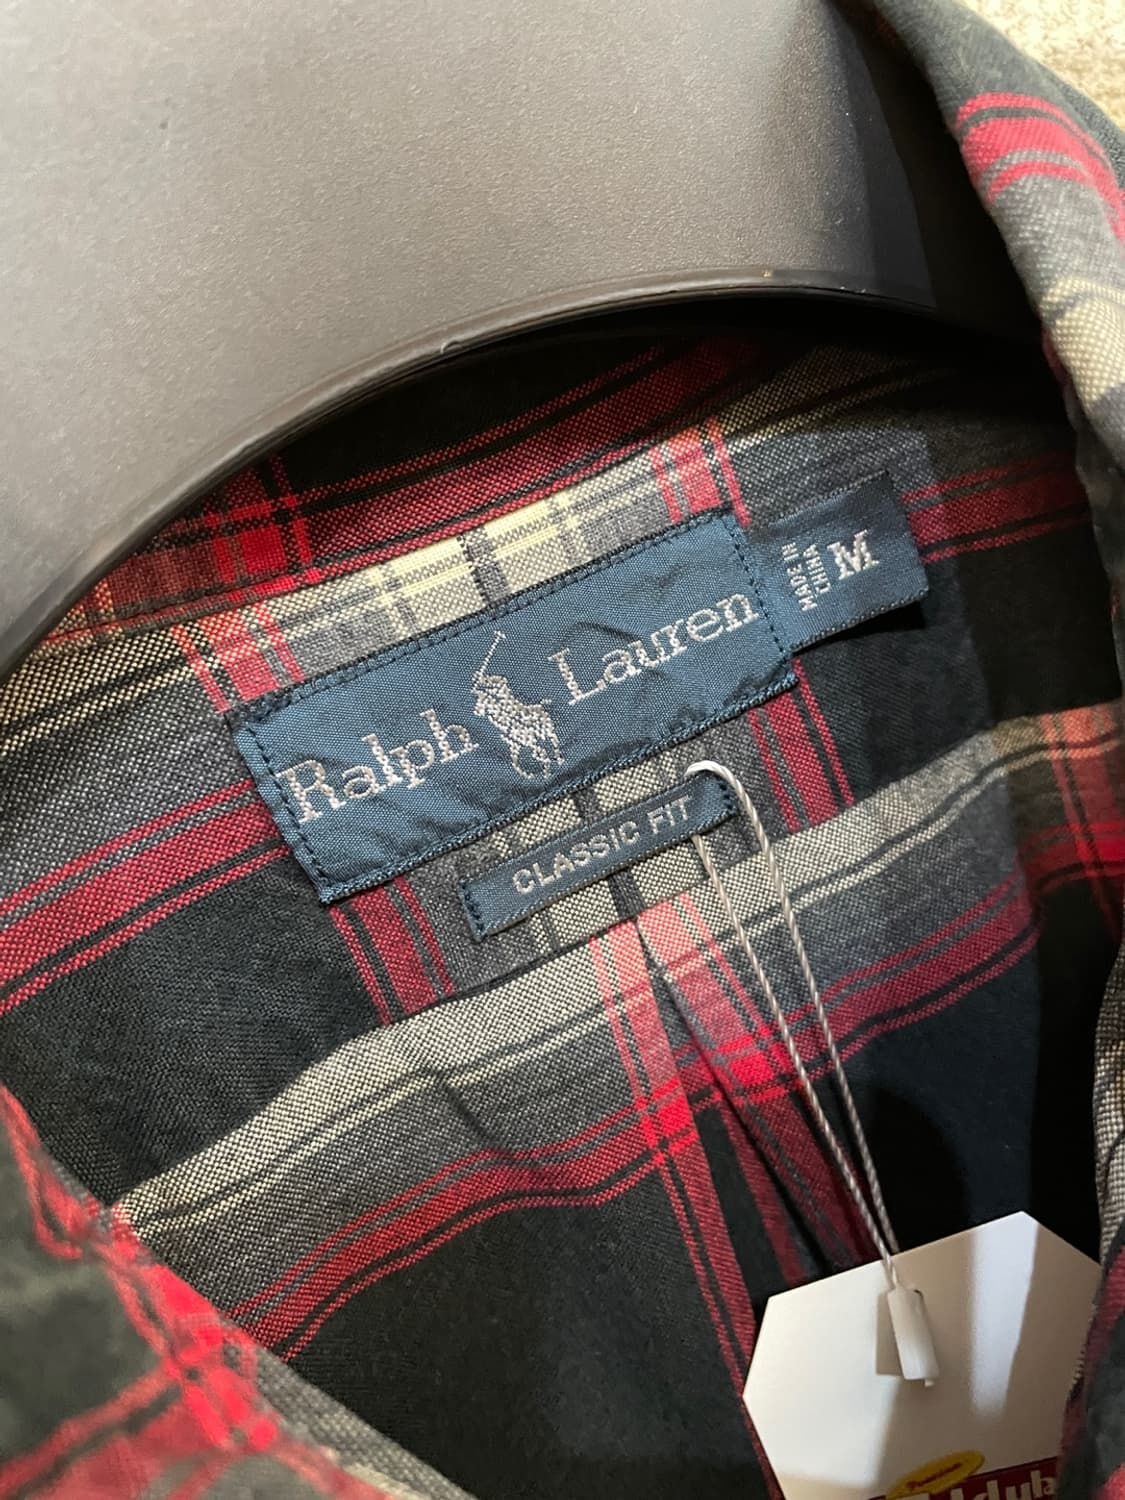 Ralph Lauren
MADE IN
CHINA
M
CLASSIC FIT